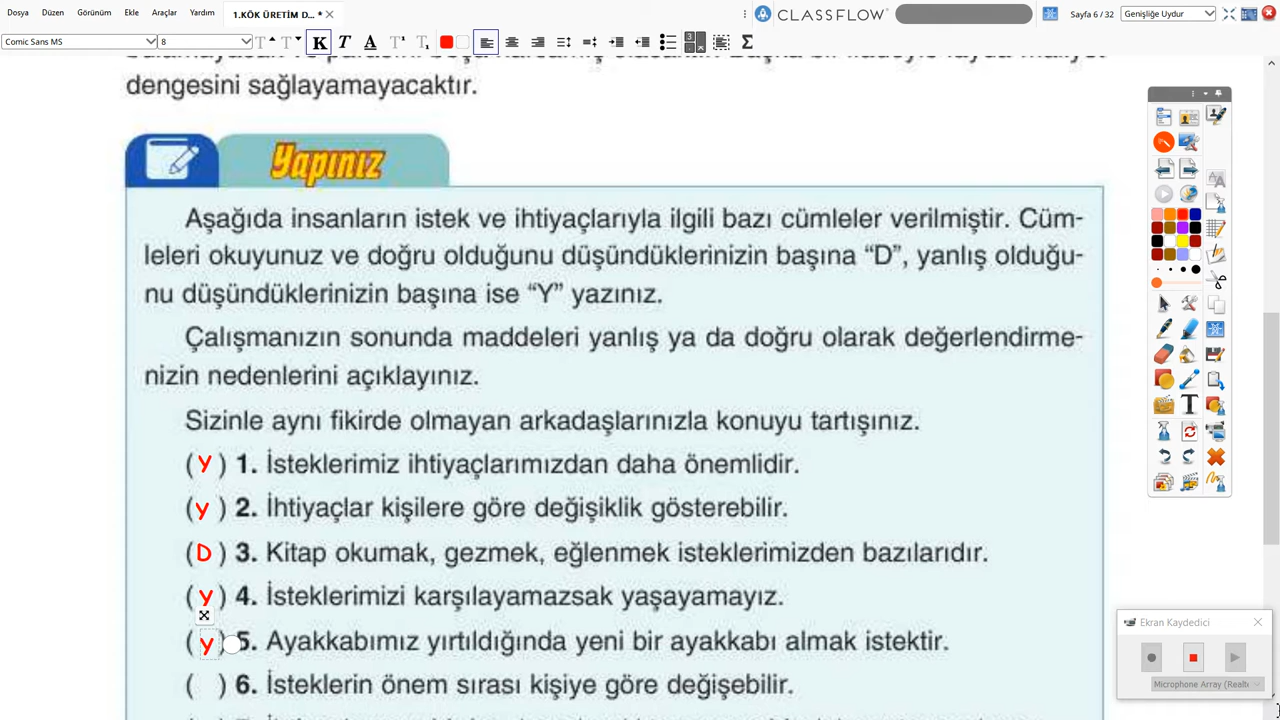 Dosya Düzen Görünüm Ekle Araçlar Yardım 1.KÖK ÜRETİM D... * CLASSFLOW Sayfa 6 / 32 Genişliğe Uydur
Comic Sans MS 8 K T A
dengesini sağlayamayacaktır.
Yapınız
Aşağıda insanların istek ve ihtiyaçlarıyla ilgili bazı cümleler verilmiştir. Cüm-
leleri okuyunuz ve doğru olduğunu düşündüklerinizin başına “D”, yanlış olduğu-
nu düşündüklerinizin başına ise “Y” yazınız.
Çalışmanızın sonunda maddeleri yanlış ya da doğru olarak değerlendirme-
nizin nedenlerini açıklayınız.
Sizinle aynı fikirde olmayan arkadaşlarınızla konuyu tartışınız.
( Y ) 1. İsteklerimiz ihtiyaçlarımızdan daha önemlidir.
( Y ) 2. İhtiyaçlar kişilere göre değişiklik gösterebilir.
( D ) 3. Kitap okumak, gezmek, eğlenmek isteklerimizden bazılarıdır.
( Y ) 4. İsteklerimizi karşılayamazsak yaşayamayız.
( Y ) 5. Ayakkabımız yırtıldığında yeni bir ayakkabı almak istektir.
( ) 6. İsteklerin önem sırası kişiye göre değişebilir.
Ekran Kaydedici
Microphone Array (Realte